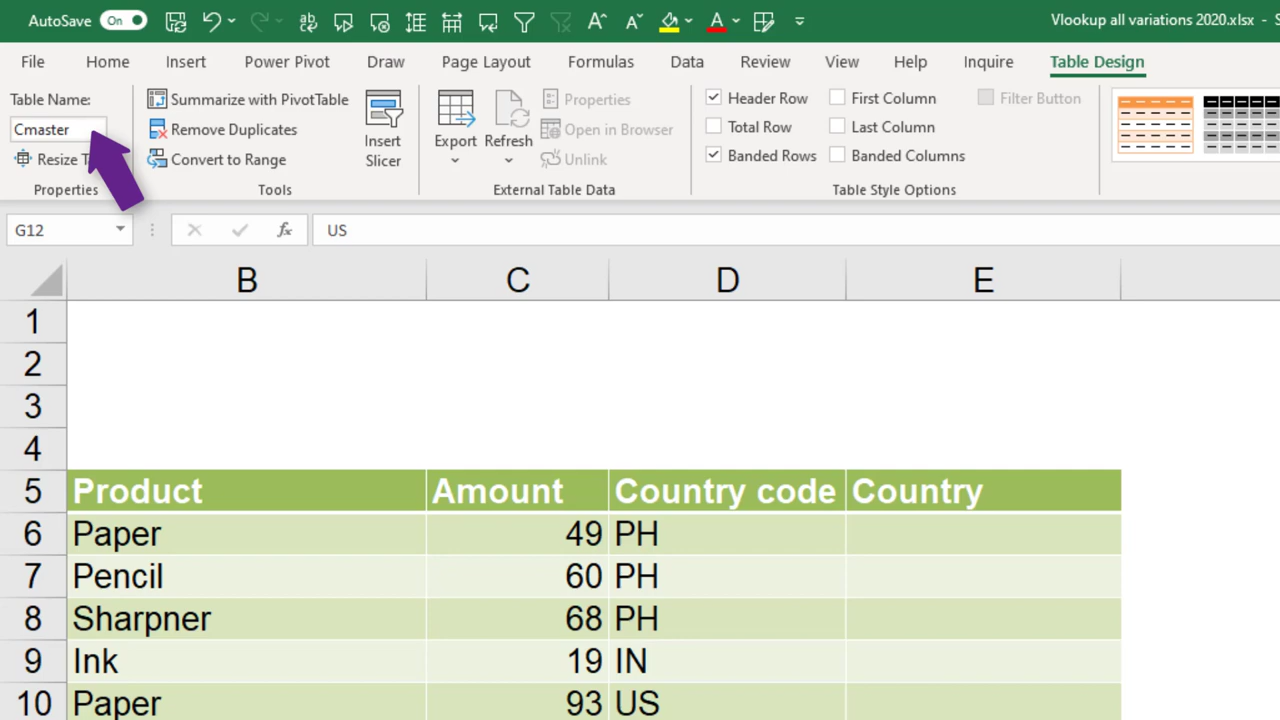 AutoSave On Vlookup all variations 2020.xlsx - S
File Home Insert Power Pivot Draw Page Layout Formulas Data Review View Help Inquire Table Design
Table Name:
Cmaster
Resize T
Properties
Summarize with PivotTable
Remove Duplicates
Convert to Range
Tools
Insert
Slicer
Export
Refresh
Properties
Open in Browser
Unlink
External Table Data
Header Row
Total Row
Banded Rows
First Column
Last Column
Banded Columns
Filter Button
Table Style Options
G12 fx US
B C D E
1
2
3
4
5 Product Amount Country code Country
6 Paper 49 PH
7 Pencil 60 PH
8 Sharpner 68 PH
9 Ink 19 IN
10 Paper 93 US